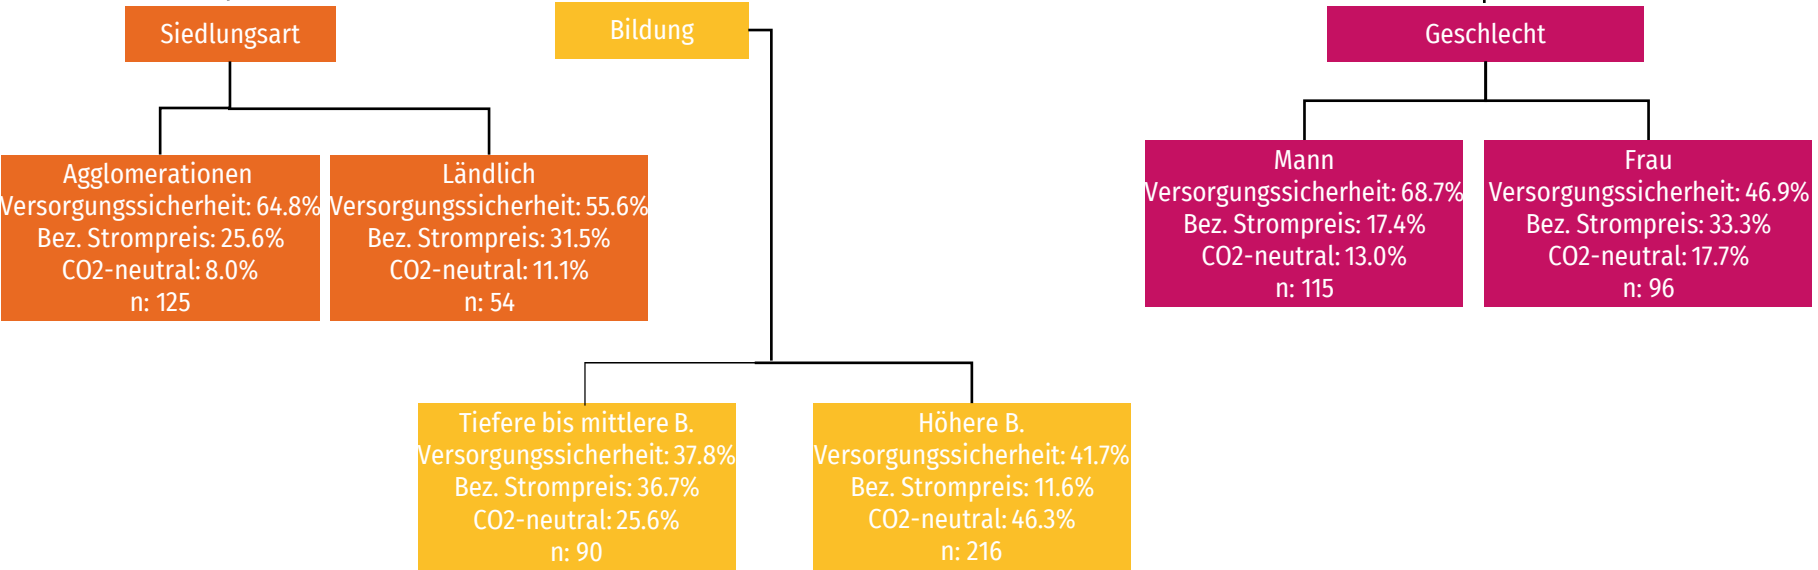 Siedlungsart
Bildung
Geschlecht
Agglomerationen
Versorgungssicherheit: 64.8%
Bez. Strompreis: 25.6%
CO2-neutral: 8.0%
n: 125
Ländlich
Versorgungssicherheit: 55.6%
Bez. Strompreis: 31.5%
CO2-neutral: 11.1%
n: 54
Mann
Versorgungssicherheit: 68.7%
Bez. Strompreis: 17.4%
CO2-neutral: 13.0%
n: 115
Frau
Versorgungssicherheit: 46.9%
Bez. Strompreis: 33.3%
CO2-neutral: 17.7%
n: 96
Tiefere bis mittlere B.
Versorgungssicherheit: 37.8%
Bez. Strompreis: 36.7%
CO2-neutral: 25.6%
n: 90
Höhere B.
Versorgungssicherheit: 41.7%
Bez. Strompreis: 11.6%
CO2-neutral: 46.3%
n: 216